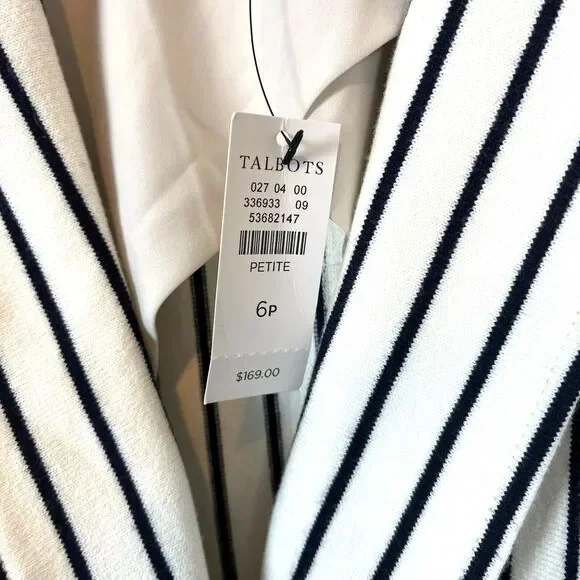 TALBOTS
027 04 00
336933 09
53682147
PETITE
6P
$169.00